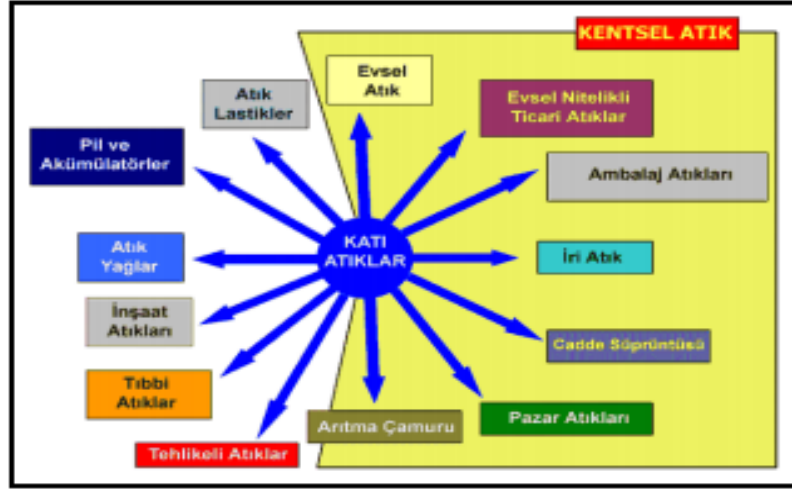 KENTSEL ATIK
Evsel
Atık
Atık
Lastikler
Evsel Nitelikli
Ticari Atıklar
Pil ve
Akümülatörler
Ambalaj Atıkları
KATI
ATIKLAR
Atık
Yağlar
İri Atık
İnşaat
Atıkları
Cadde Süprüntüsü
Tıbbi
Atıklar
Pazar Atıkları
Arıtma Çamuru
Tehlikeli Atıklar